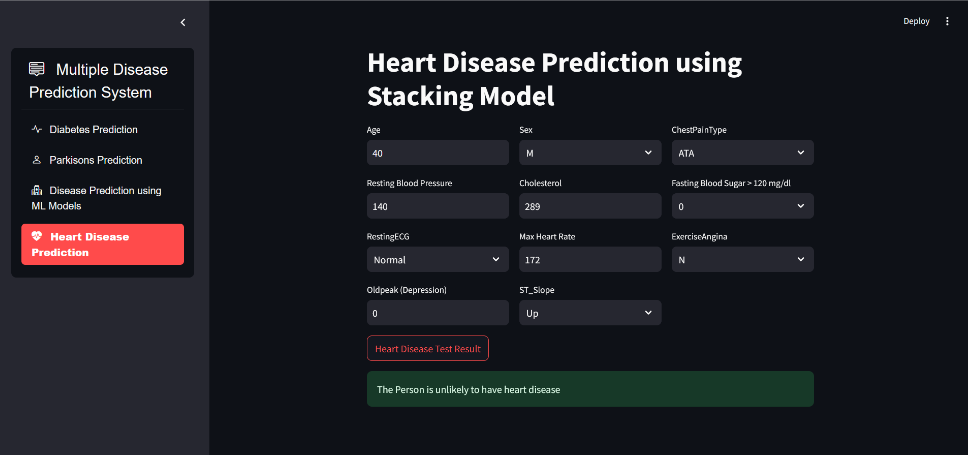 Deploy
Multiple Disease
Prediction System
Diabetes Prediction
Parkisons Prediction
Disease Prediction using
ML Models
Heart Disease
Prediction
Heart Disease Prediction using
Stacking Model
Age Sex ChestPainType
40 M ATA
Resting Blood Pressure Cholesterol Fasting Blood Sugar > 120 mg/dl
140 289 0
RestingECG Max Heart Rate ExerciseAngina
Normal 172 N
Oldpeak (Depression) ST_Slope
0 Up
Heart Disease Test Result
The Person is unlikely to have heart disease